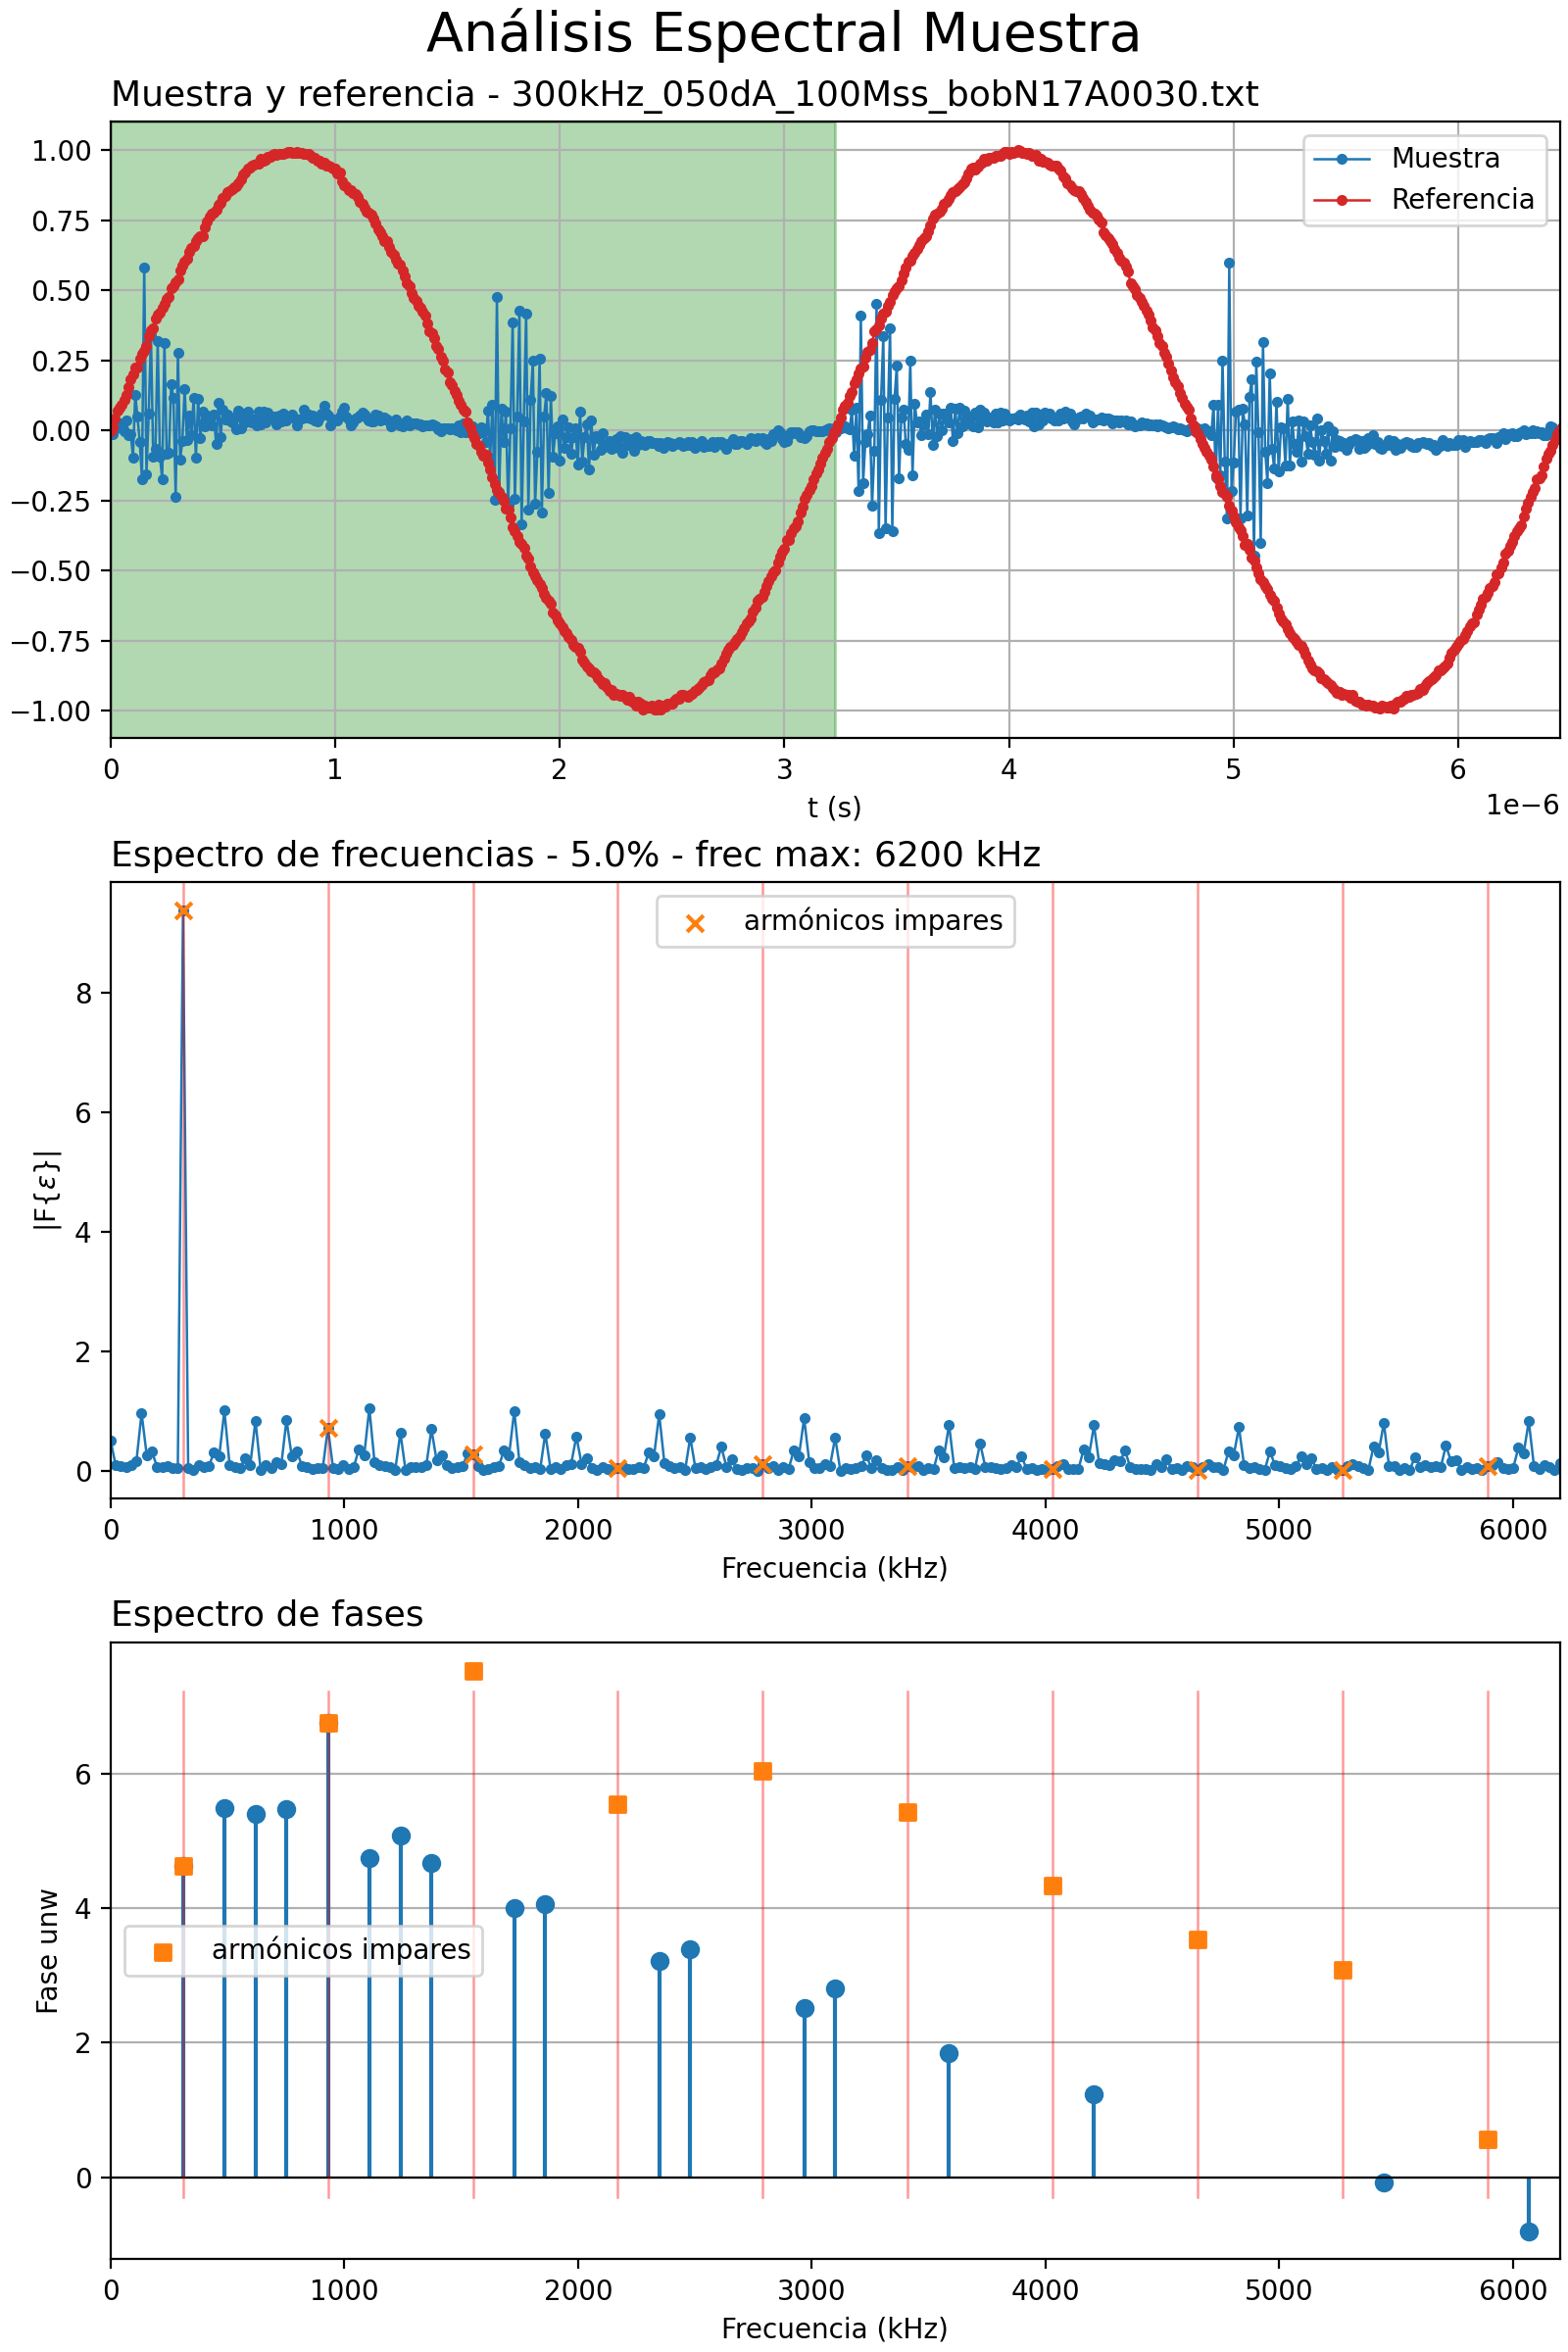 Análisis Espectral Muestra
Muestra y referencia - 300kHz_050dA_100Mss_bobN17A0030.txt
1.00
0.75
0.50
0.25
0.00
−0.25
−0.50
−0.75
−1.00
Muestra
Referencia
0 1 2 3 4 5 6
t (s)
1e−6
Espectro de frecuencias - 5.0% - frec max: 6200 kHz
armónicos impares
|F{ε}|
8
6
4
2
0
0 1000 2000 3000 4000 5000 6000
Frecuencia (kHz)
Espectro de fases
Fase unw
6
4
2
0
armónicos impares
0 1000 2000 3000 4000 5000 6000
Frecuencia (kHz)